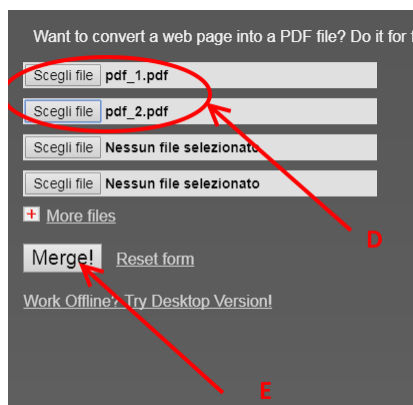 Want to convert a web page into a PDF file? Do it for
Scegli file pdf_1.pdf
Scegli file pdf_2.pdf
Scegli file Nessun file selezionato
Scegli file Nessun file selezionato
More files
D
Merge! Reset form
Work Offline? Try Desktop Version!
E